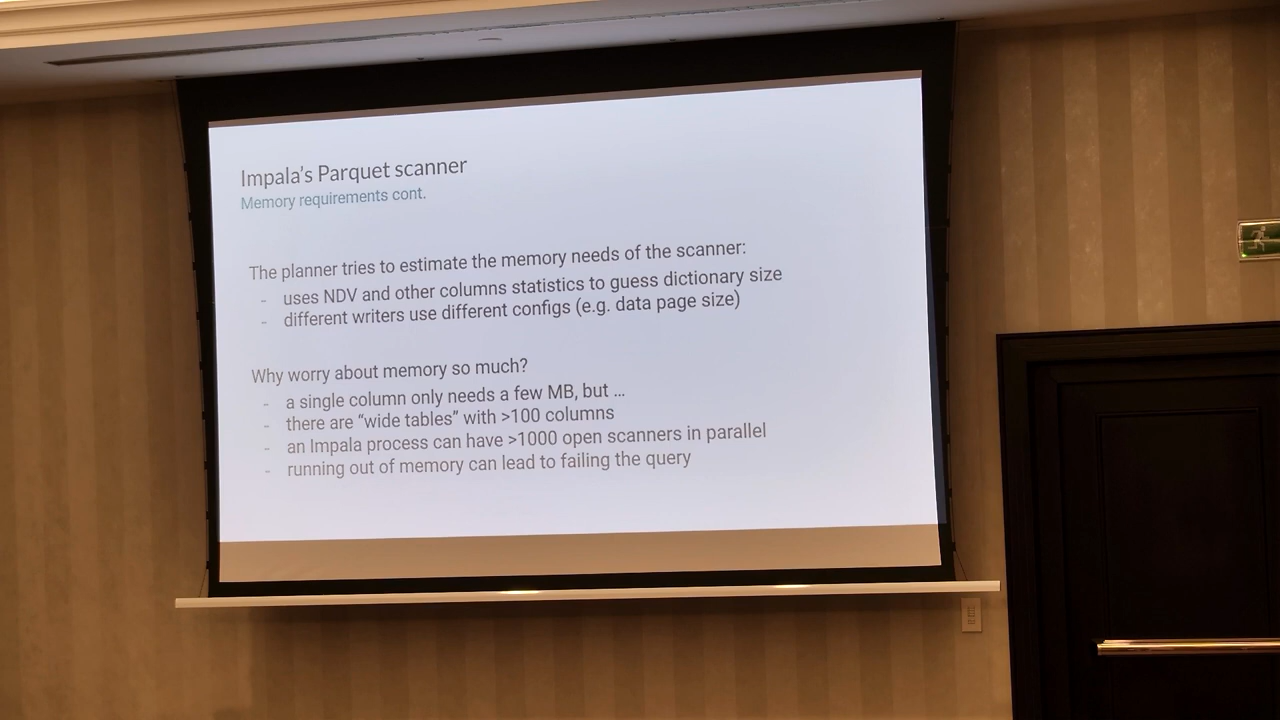 Impala's Parquet scanner
Memory requirements cont.
The planner tries to estimate the memory needs of the scanner:
- uses NDV and other columns statistics to guess dictionary size
- different writers use different configs (e.g. data page size)
Why worry about memory so much?
- a single column only needs a few MB, but ...
- there are “wide tables” with >100 columns
- an Impala process can have >1000 open scanners in parallel
- running out of memory can lead to failing the query